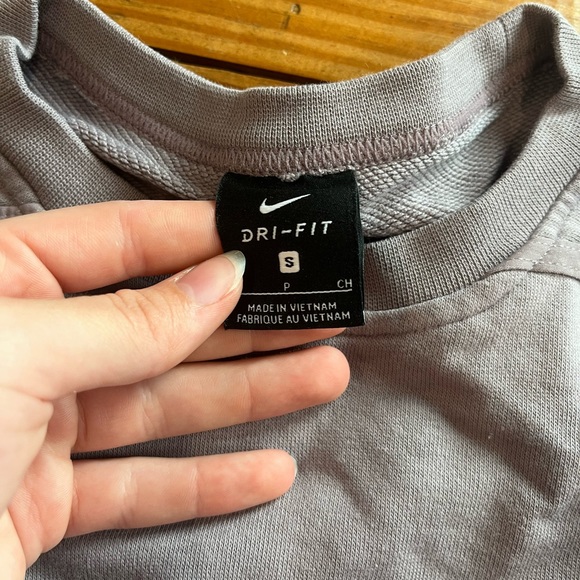 DRI-FIT
S
P CH
MADE IN VIETNAM
FABRIQUE AU VIETNAM